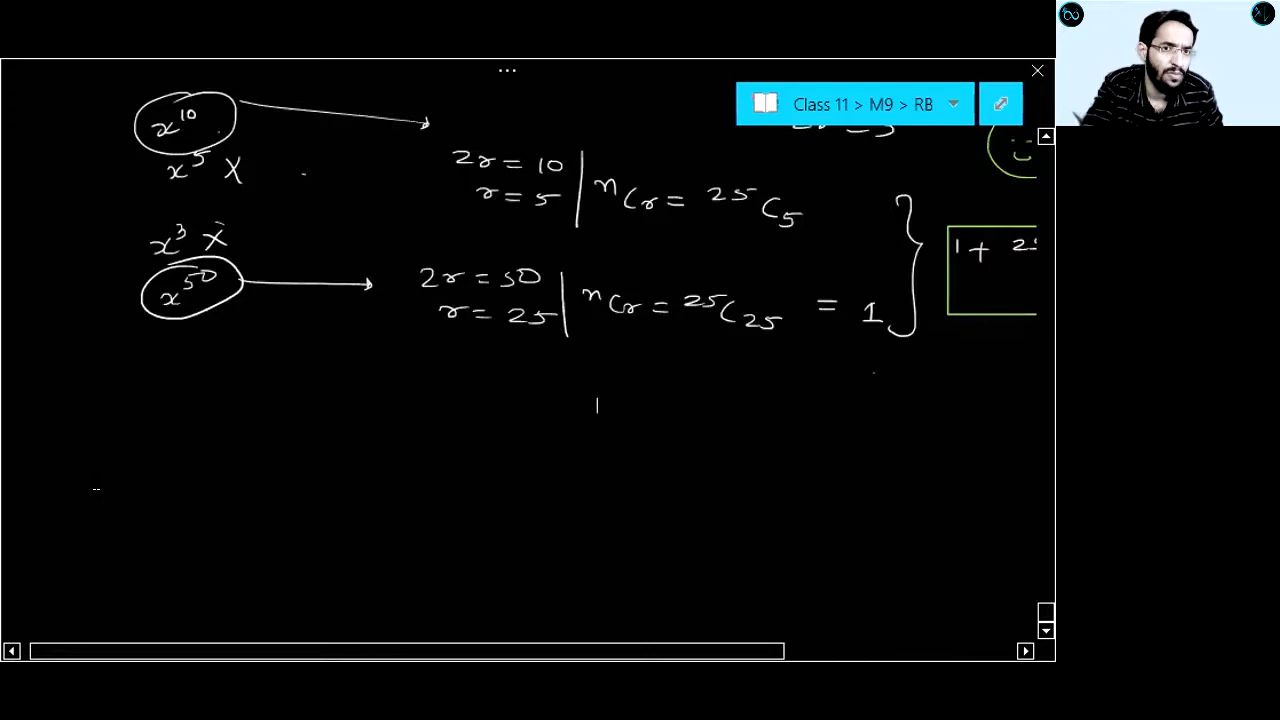 Class 11 > M9 > RB
x¹⁰
x⁵ X
2r = 10
r = 5 | ⁿCr = ²⁵C₅
x³ X
x⁵⁰
2r = 50
r = 25 | ⁿCr = ²⁵C₂₅ = 1
1 +